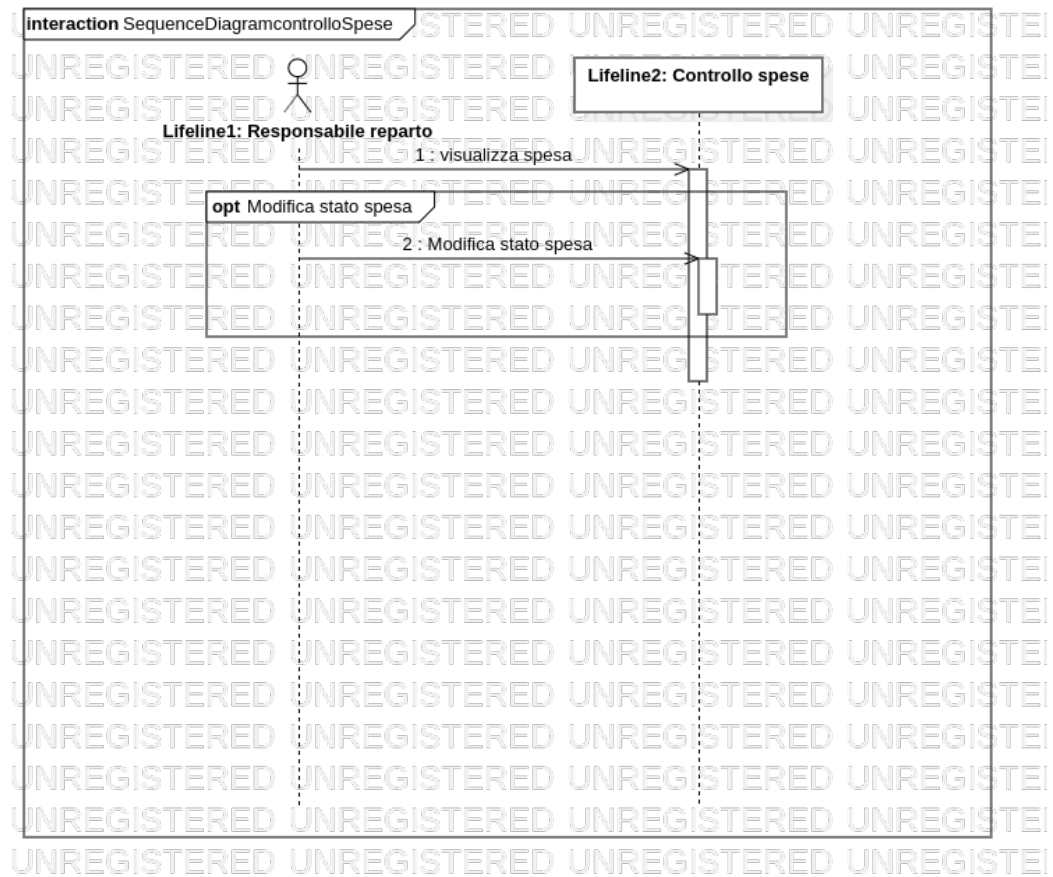 interaction SequenceDiagramcontrolloSpese
Lifeline2: Controllo spese
Lifeline1: Responsabile reparto
1 : visualizza spesa
opt Modifica stato spesa
2 : Modifica stato spesa
UNREGISTERED